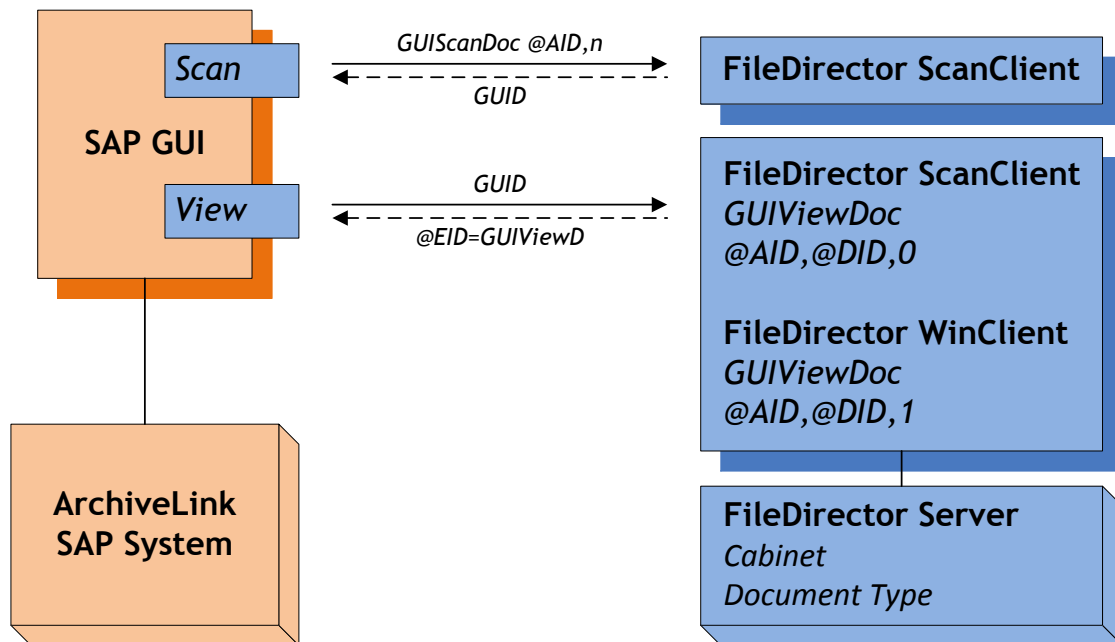 Scan
SAP GUI
View
GUIScanDoc @AID,n
GUID
GUID
@EID=GUIViewD
FileDirector ScanClient
FileDirector ScanClient
GUIViewDoc
@AID,@DID,0
FileDirector WinClient
GUIViewDoc
@AID,@DID,1
ArchiveLink
SAP System
FileDirector Server
Cabinet
Document Type